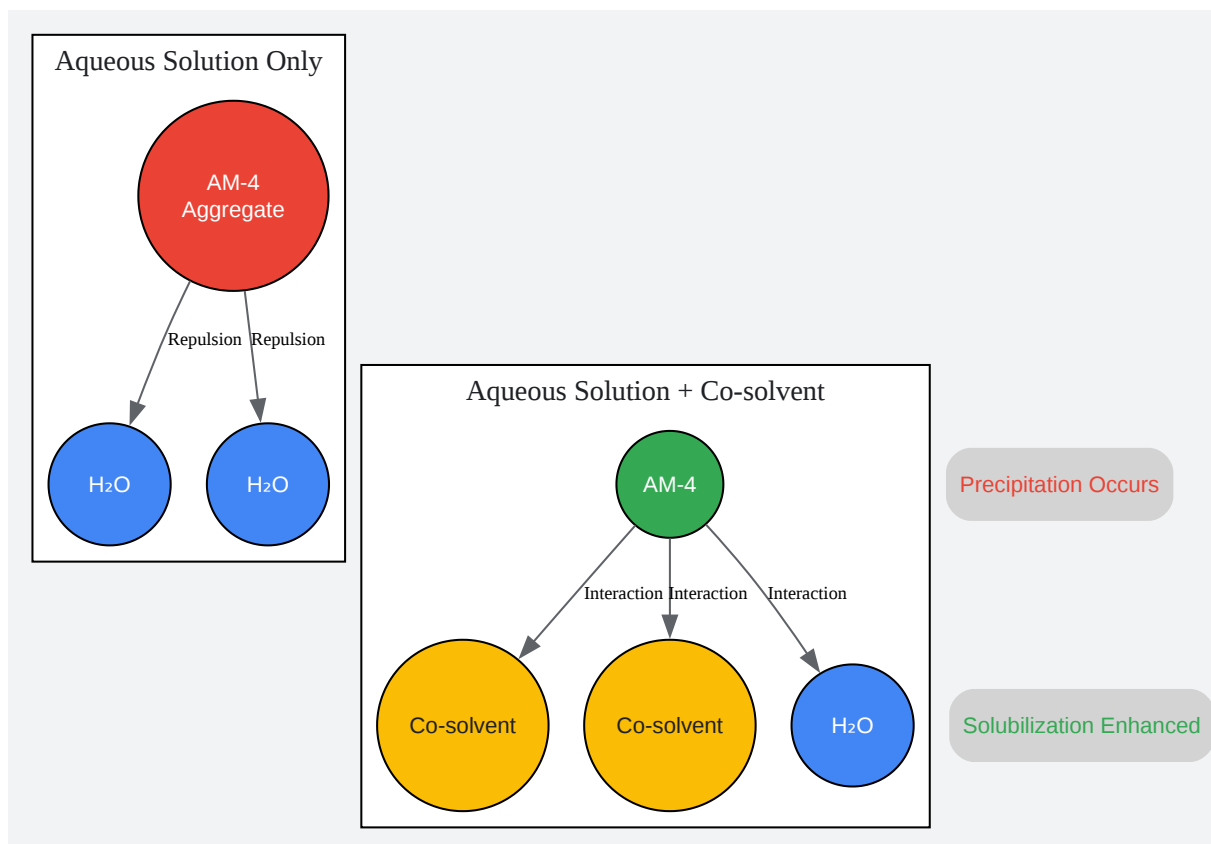 Aqueous Solution Only
AM-4
Aggregate
Repulsion
Repulsion
H₂O
H₂O
Aqueous Solution + Co-solvent
AM-4
Interaction
Interaction
Interaction
Co-solvent
Co-solvent
H₂O
Precipitation Occurs
Solubilization Enhanced